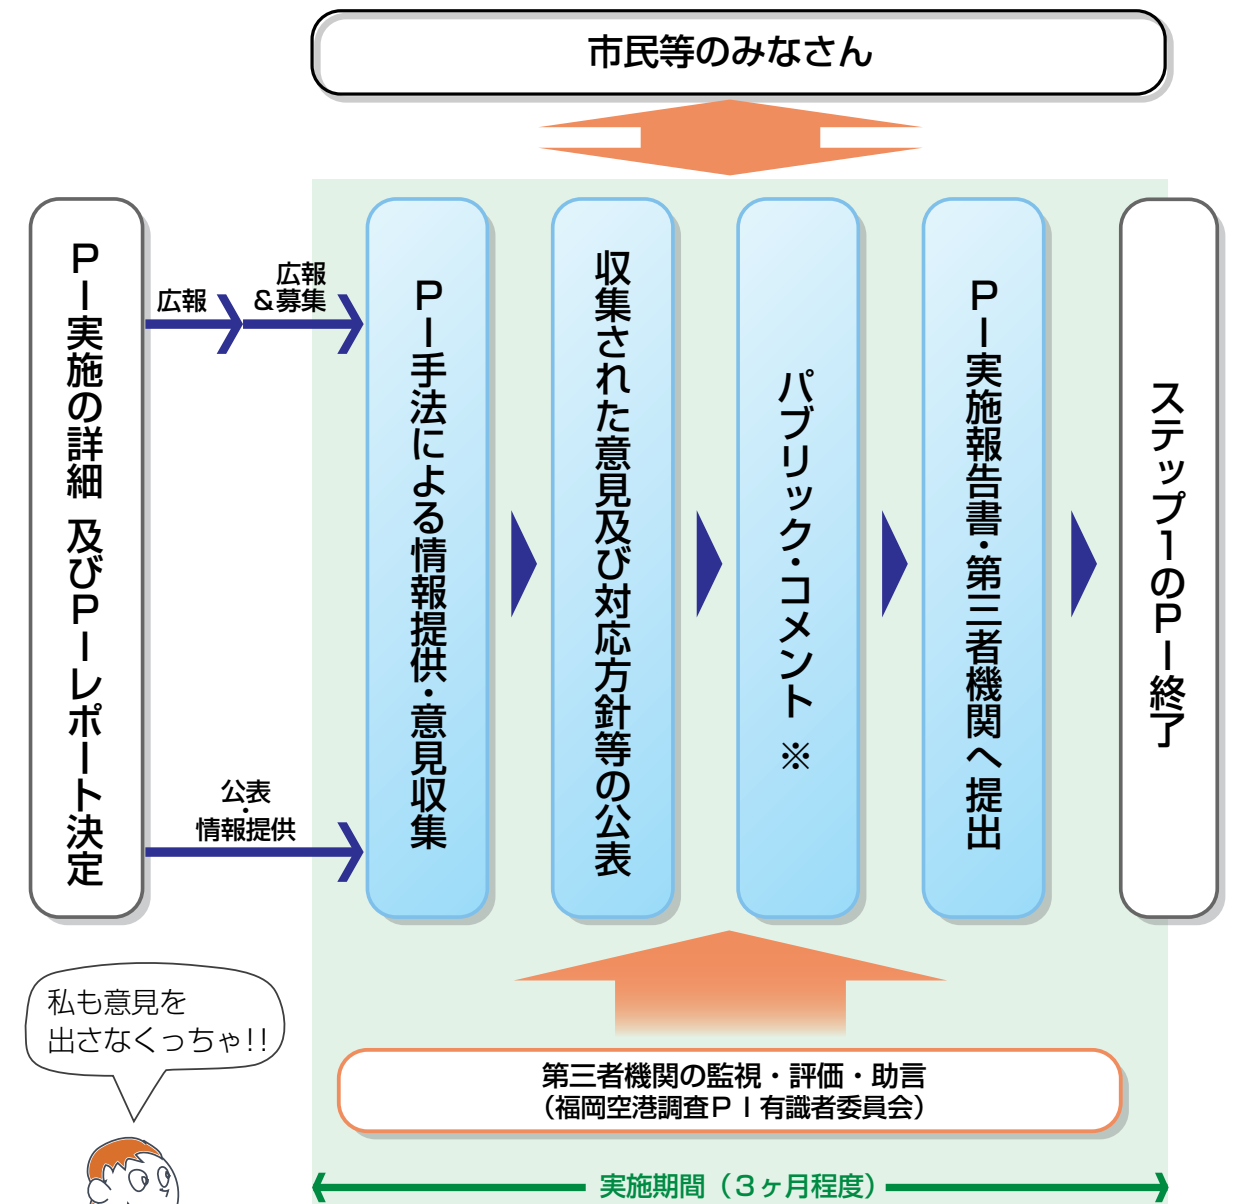 市民等のみなさん
PI実施の詳細 及びPIレポート決定
広報
広報
＆募集
公表
・
情報提供
PI手法による情報提供・意見収集
収集された意見及び対応方針等の公表
パブリック・コメント ※
PI実施報告書・第三者機関へ提出
ステップ1のPI終了
私も意見を
出さなくっちゃ!!
第三者機関の監視・評価・助言
（福岡空港調査ＰＩ有識者委員会）
実施期間（3ヶ月程度）